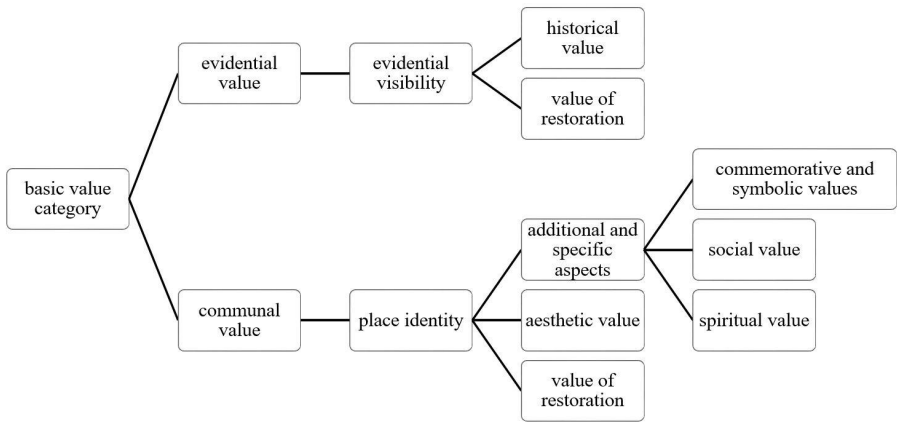 basic value
category
evidential
value
evidential
visibility
historical
value
value of
restoration
communal
value
place identity
additional and
specific
aspects
commemorative and
symbolic values
social value
spiritual value
aesthetic value
value of
restoration